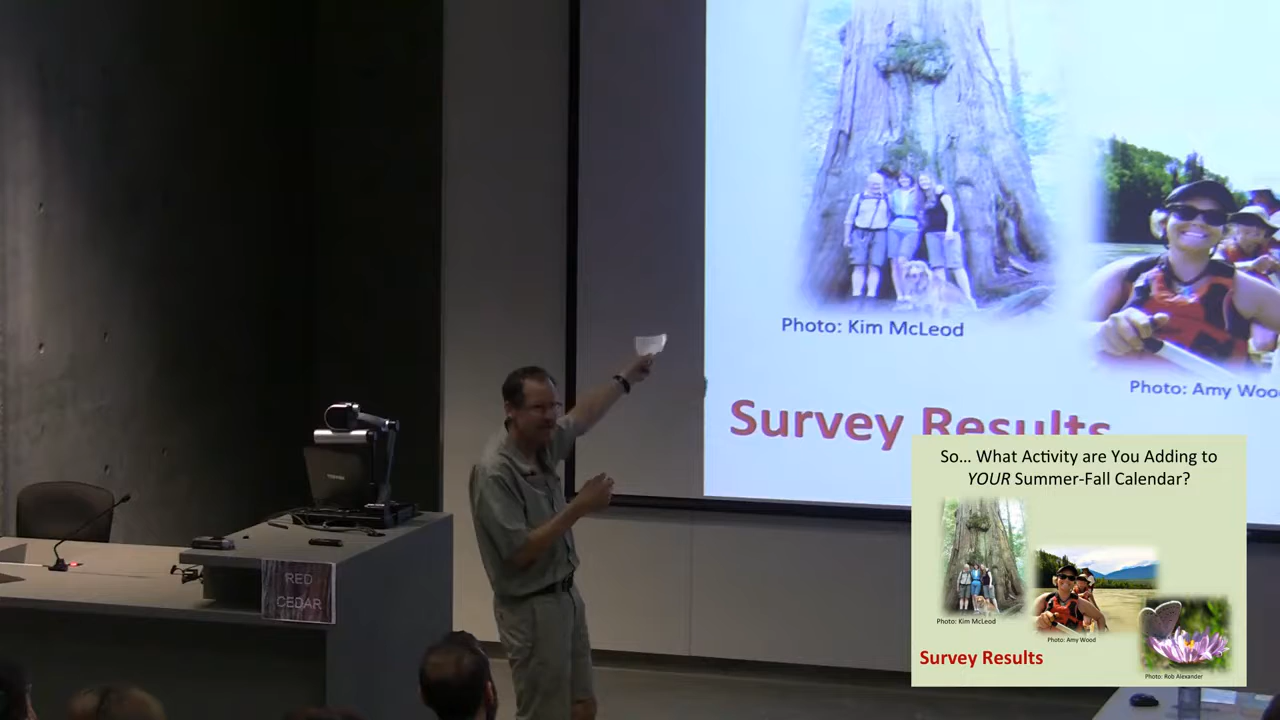 Photo: Kim McLeod
Photo: Amy Woo
Survey Results
TOSHIBA
RED
CEDAR
So... What Activity are You Adding to
YOUR Summer-Fall Calendar?
Photo: Kim McLeod
Photo: Amy Wood
Survey Results
Photo: Rob Alexander